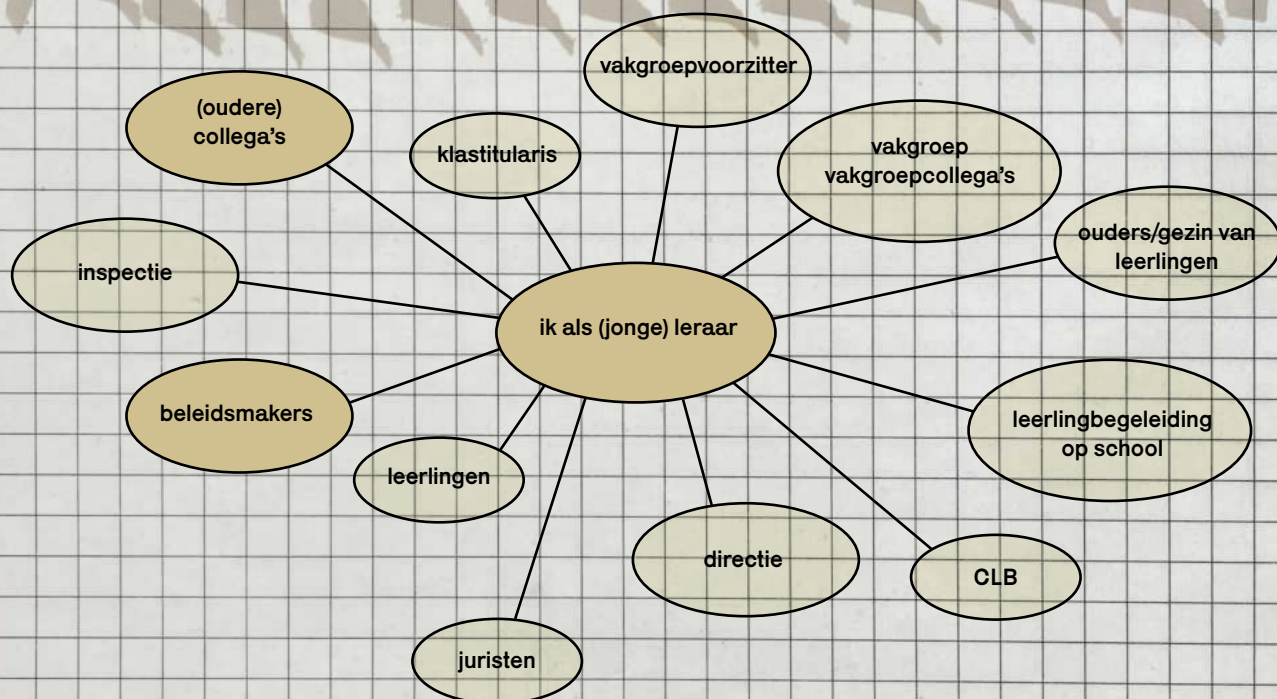 vakgroepvoorzitter
(oudere)
collega's
klastitularis
vakgroep
vakgroepcollega's
ouders/gezin van
leerlingen
inspectie
ik als (jonge) leraar
beleidsmakers
leerlingbegeleiding
op school
leerlingen
directie
CLB
juristen